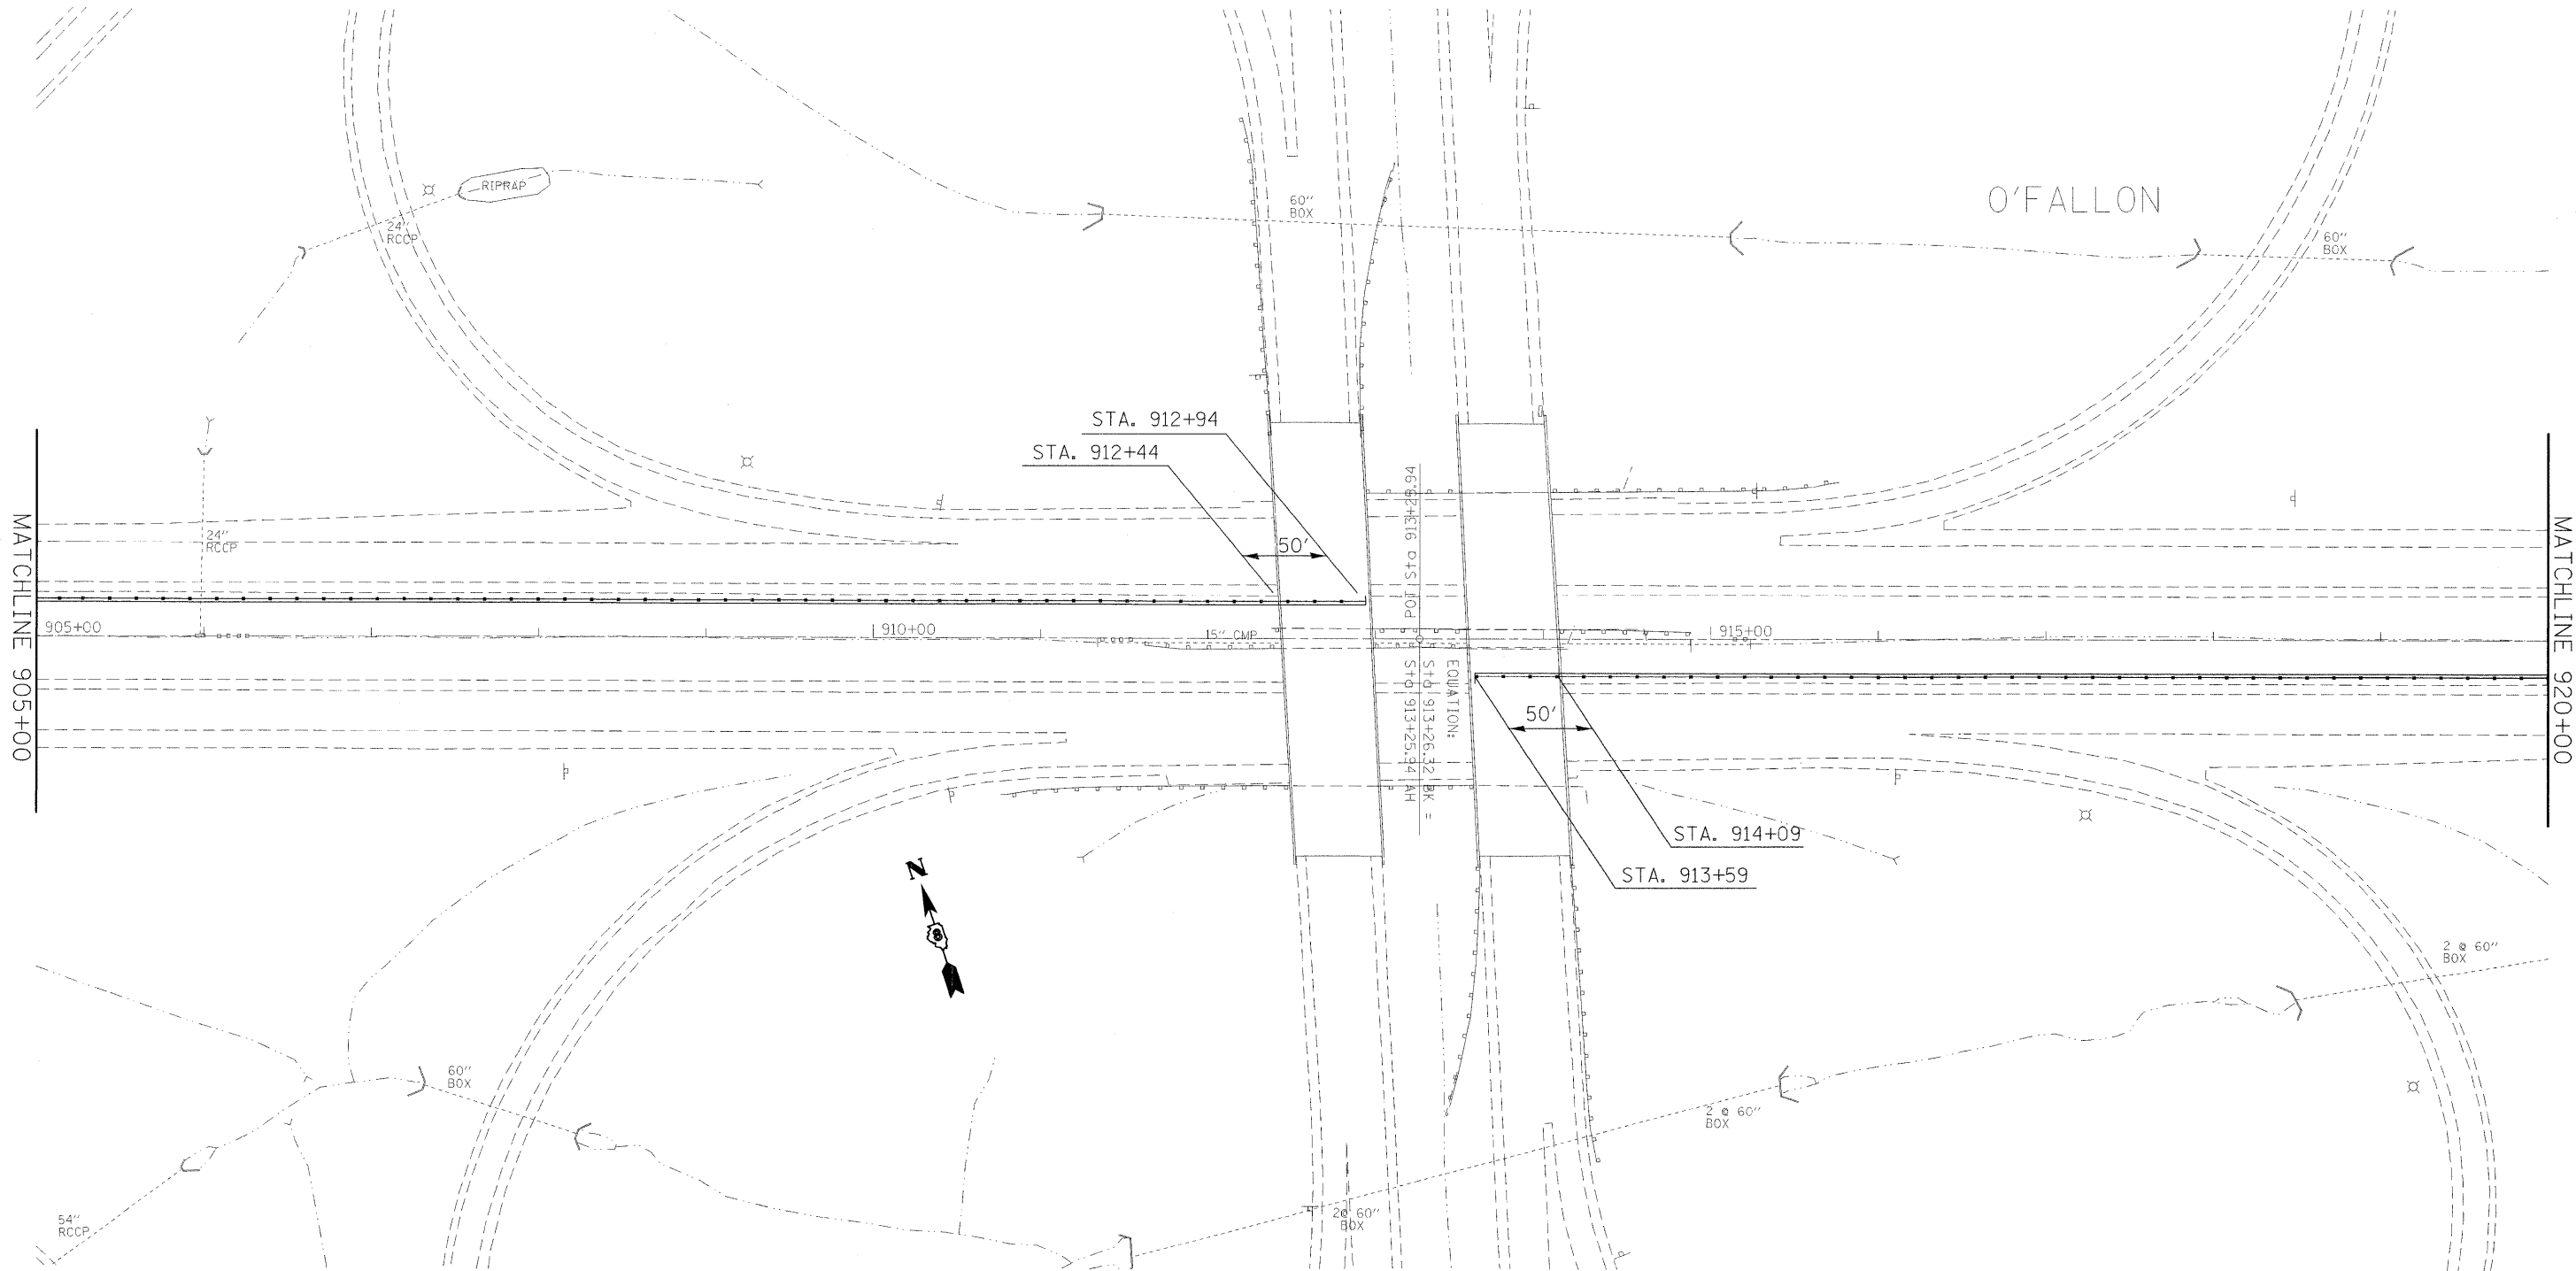 RIPRAP
24"
RCCP
60"
BOX
O'FALLON
60"
BOX
STA. 912+94
STA. 912+44
50'
24"
RCCP
MATCHLINE 905+00
905+00
910+00
15" CMP
POT Sta 913+25.94
EQUATION:
Sta 913+26.32 BK =
Sta 913+25.94 AH
915+00
MATCHLINE 920+00
50'
STA. 914+09
STA. 913+59
N
8
2 @ 60"
BOX
60"
BOX
2 @ 60"
BOX
2@ 60"
BOX
54"
RCCP